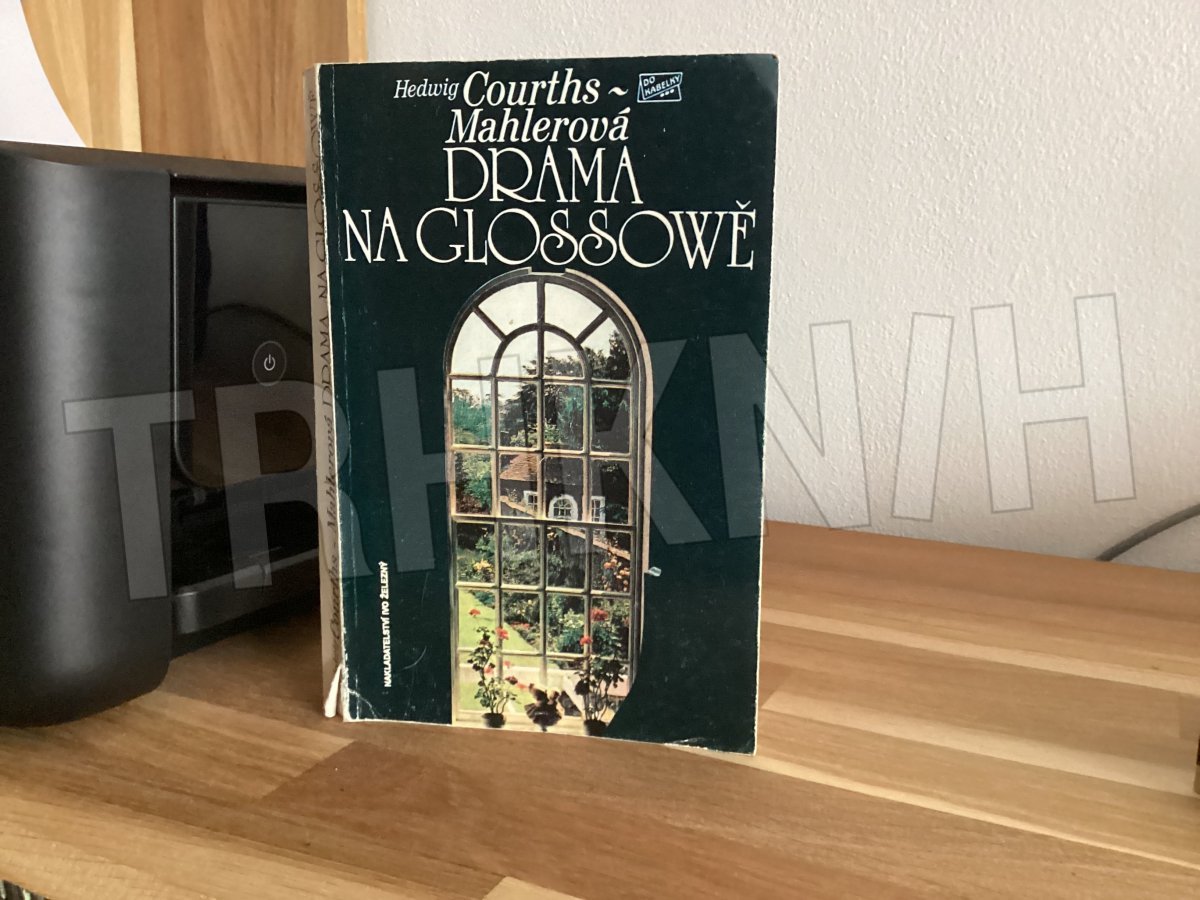 Hedwig Courths~
Mahlerová
DO
KABELKY
DRAMA
NA GLOSSOWĚ
NAKLADATELSTVÍ IVO ŽELEZNÝ
Courths-Mahlerová DRAMA NA GLOSSOWĚ
TRHKNIH